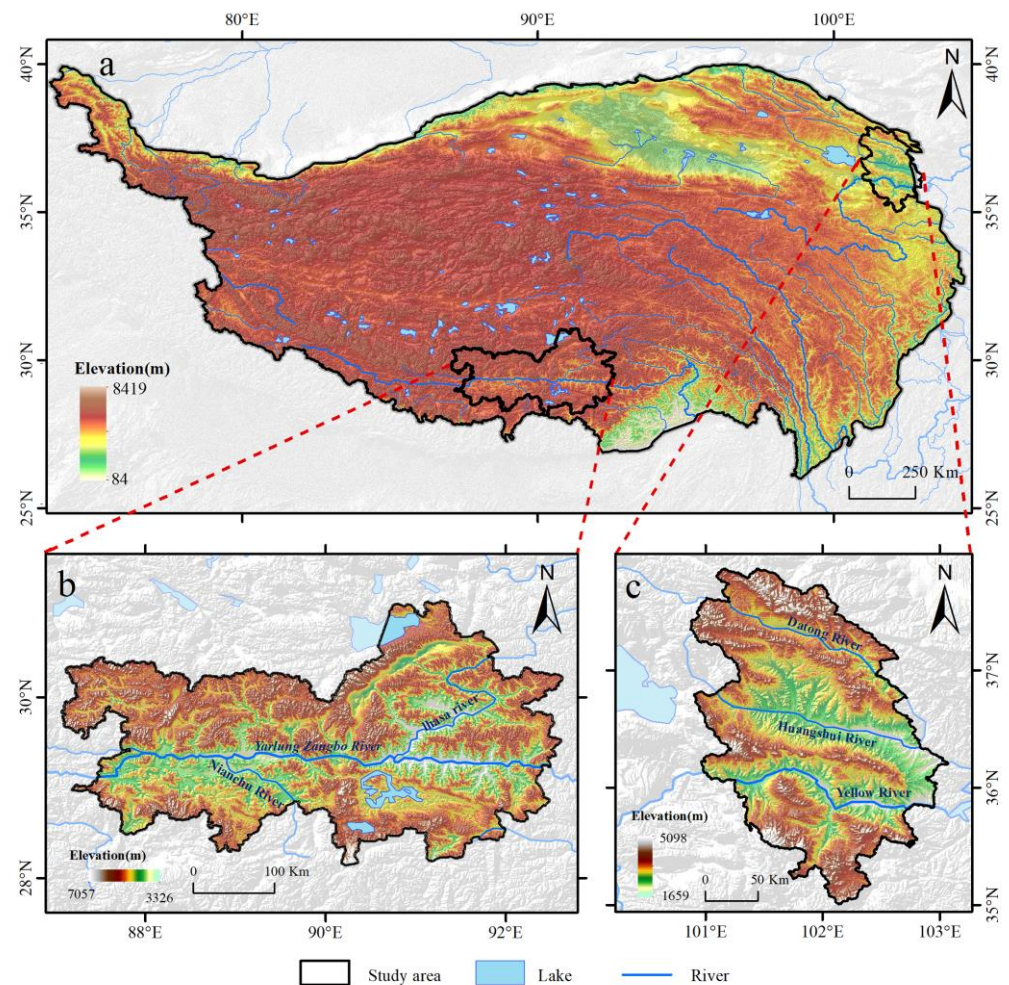 80°E 90°E 100°E
a
N
40°N 40°N
35°N 35°N
30°N 30°N
25°N 25°N
Elevation(m)
8419
84
0 250 Km
b
N
30°N
28°N
lhasa river
Yarlung Zangbo River
Nianchu River
Elevation(m)
7057 3326
0 100 Km
88°E 90°E 92°E
c
N
37°N
36°N
35°N
Datong River
Huangshui River
Yellow River
Elevation(m)
5098
1659
0 50 Km
101°E 102°E 103°E
Study area Lake River